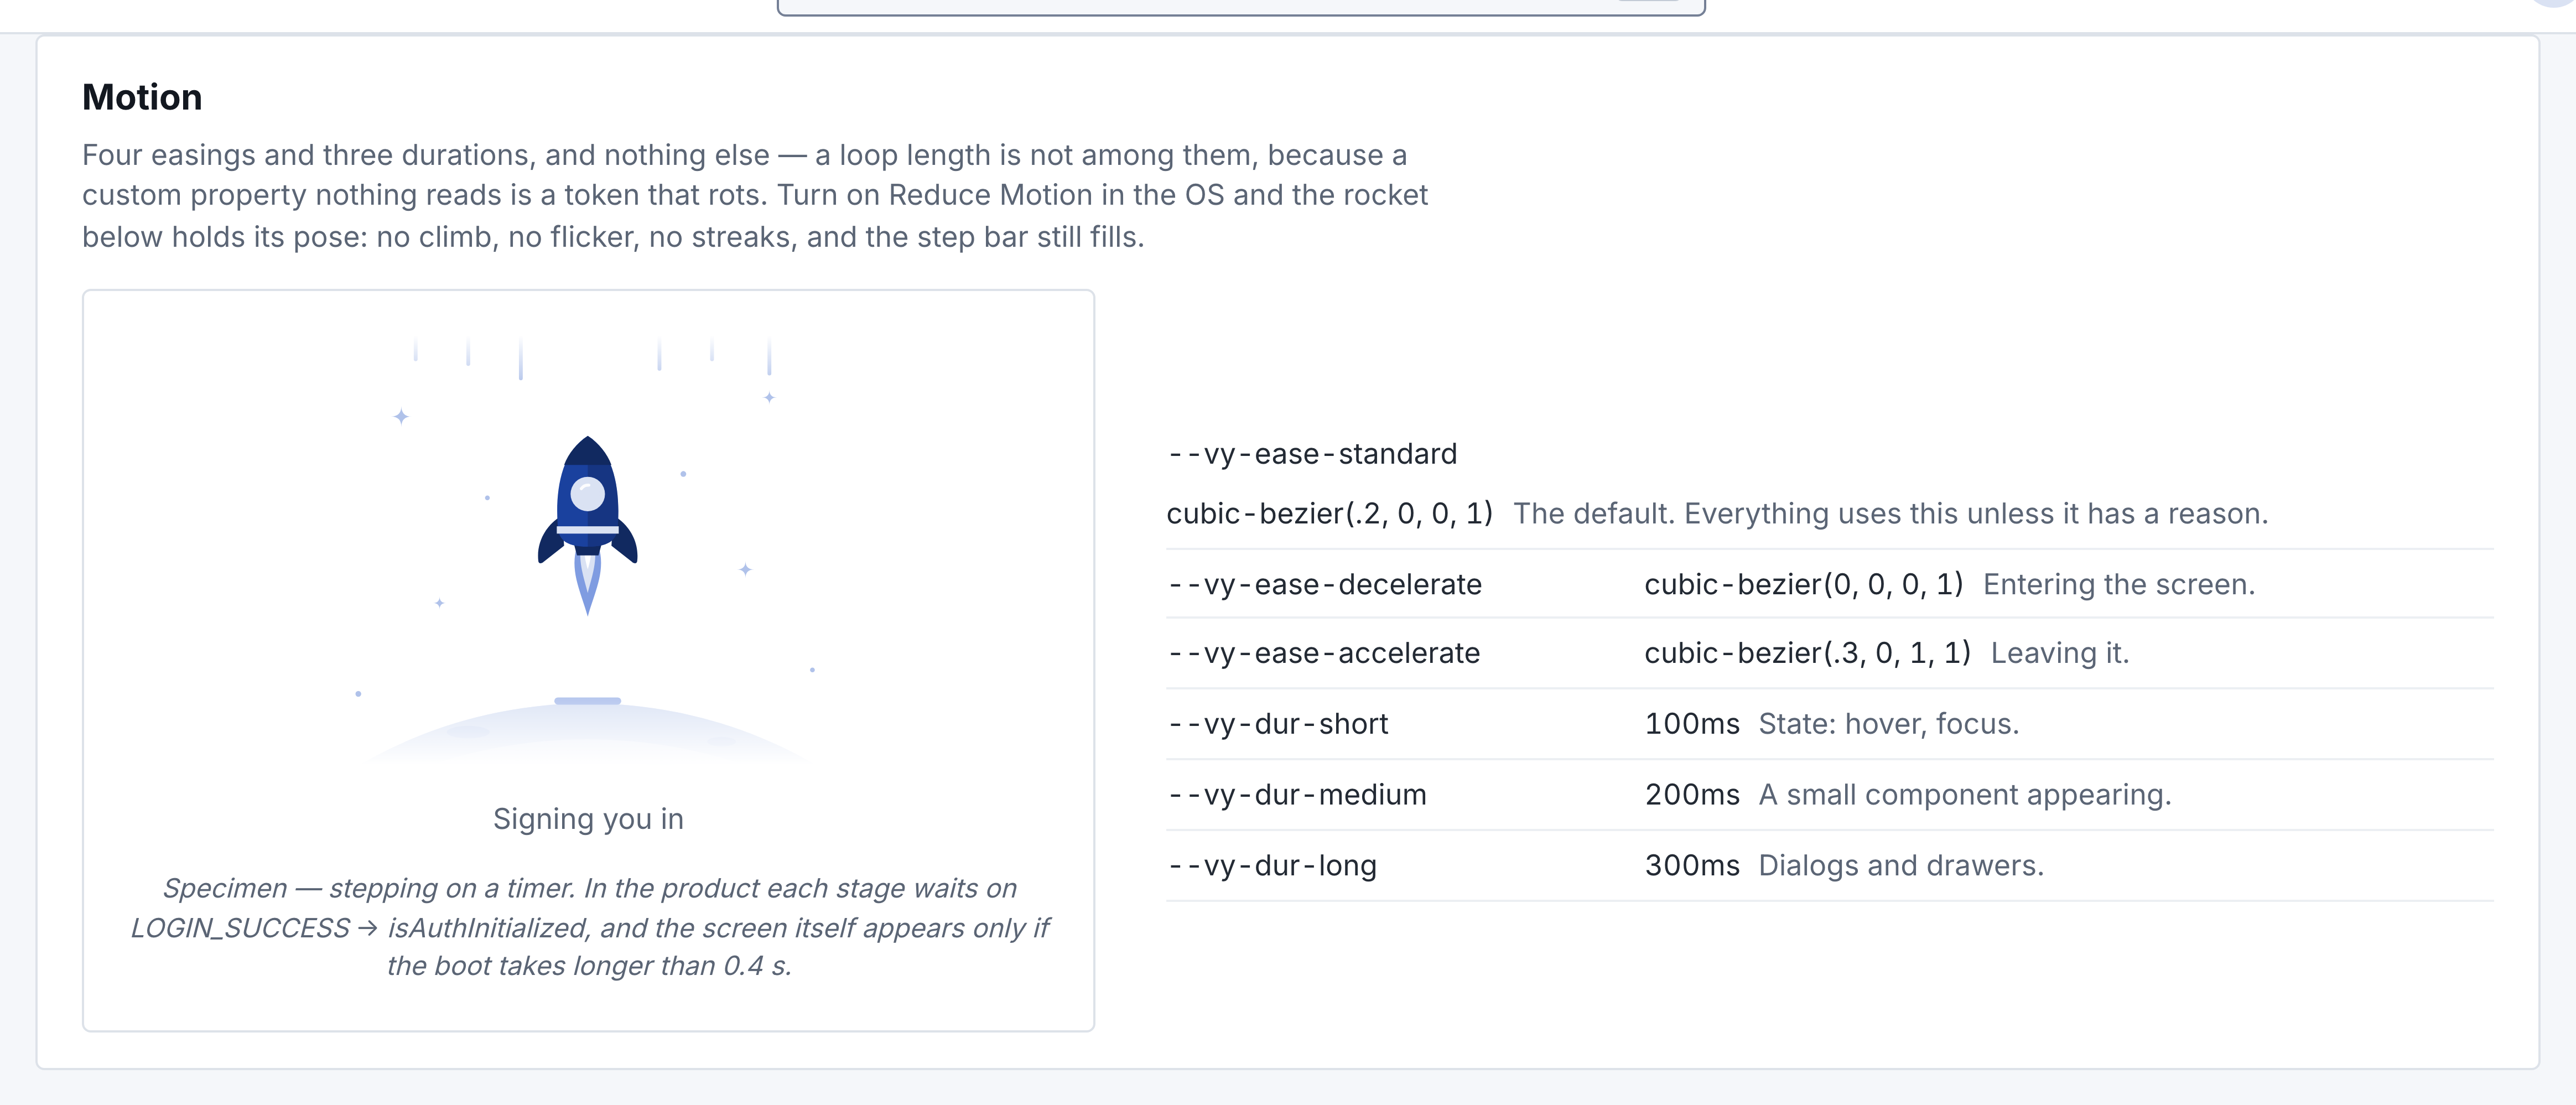 Motion
Four easings and three durations, and nothing else — a loop length is not among them, because a
custom property nothing reads is a token that rots. Turn on Reduce Motion in the OS and the rocket
below holds its pose: no climb, no flicker, no streaks, and the step bar still fills.
Signing you in
Specimen — stepping on a timer. In the product each stage waits on
LOGIN_SUCCESS → isAuthInitialized, and the screen itself appears only if
the boot takes longer than 0.4 s.
--vy-ease-standard
cubic-bezier(.2, 0, 0, 1) The default. Everything uses this unless it has a reason.
--vy-ease-decelerate cubic-bezier(0, 0, 0, 1) Entering the screen.
--vy-ease-accelerate cubic-bezier(.3, 0, 1, 1) Leaving it.
--vy-dur-short 100ms State: hover, focus.
--vy-dur-medium 200ms A small component appearing.
--vy-dur-long 300ms Dialogs and drawers.